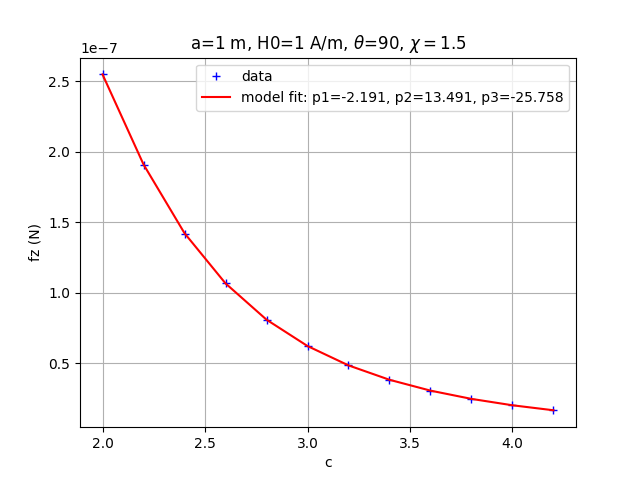 a=1 m, H0=1 A/m, θ=90, χ = 1.5
1e−7
data
model fit: p1=-2.191, p2=13.491, p3=-25.758
2.5
2.0
1.5
1.0
0.5
fz (N)
2.0 2.5 3.0 3.5 4.0
c